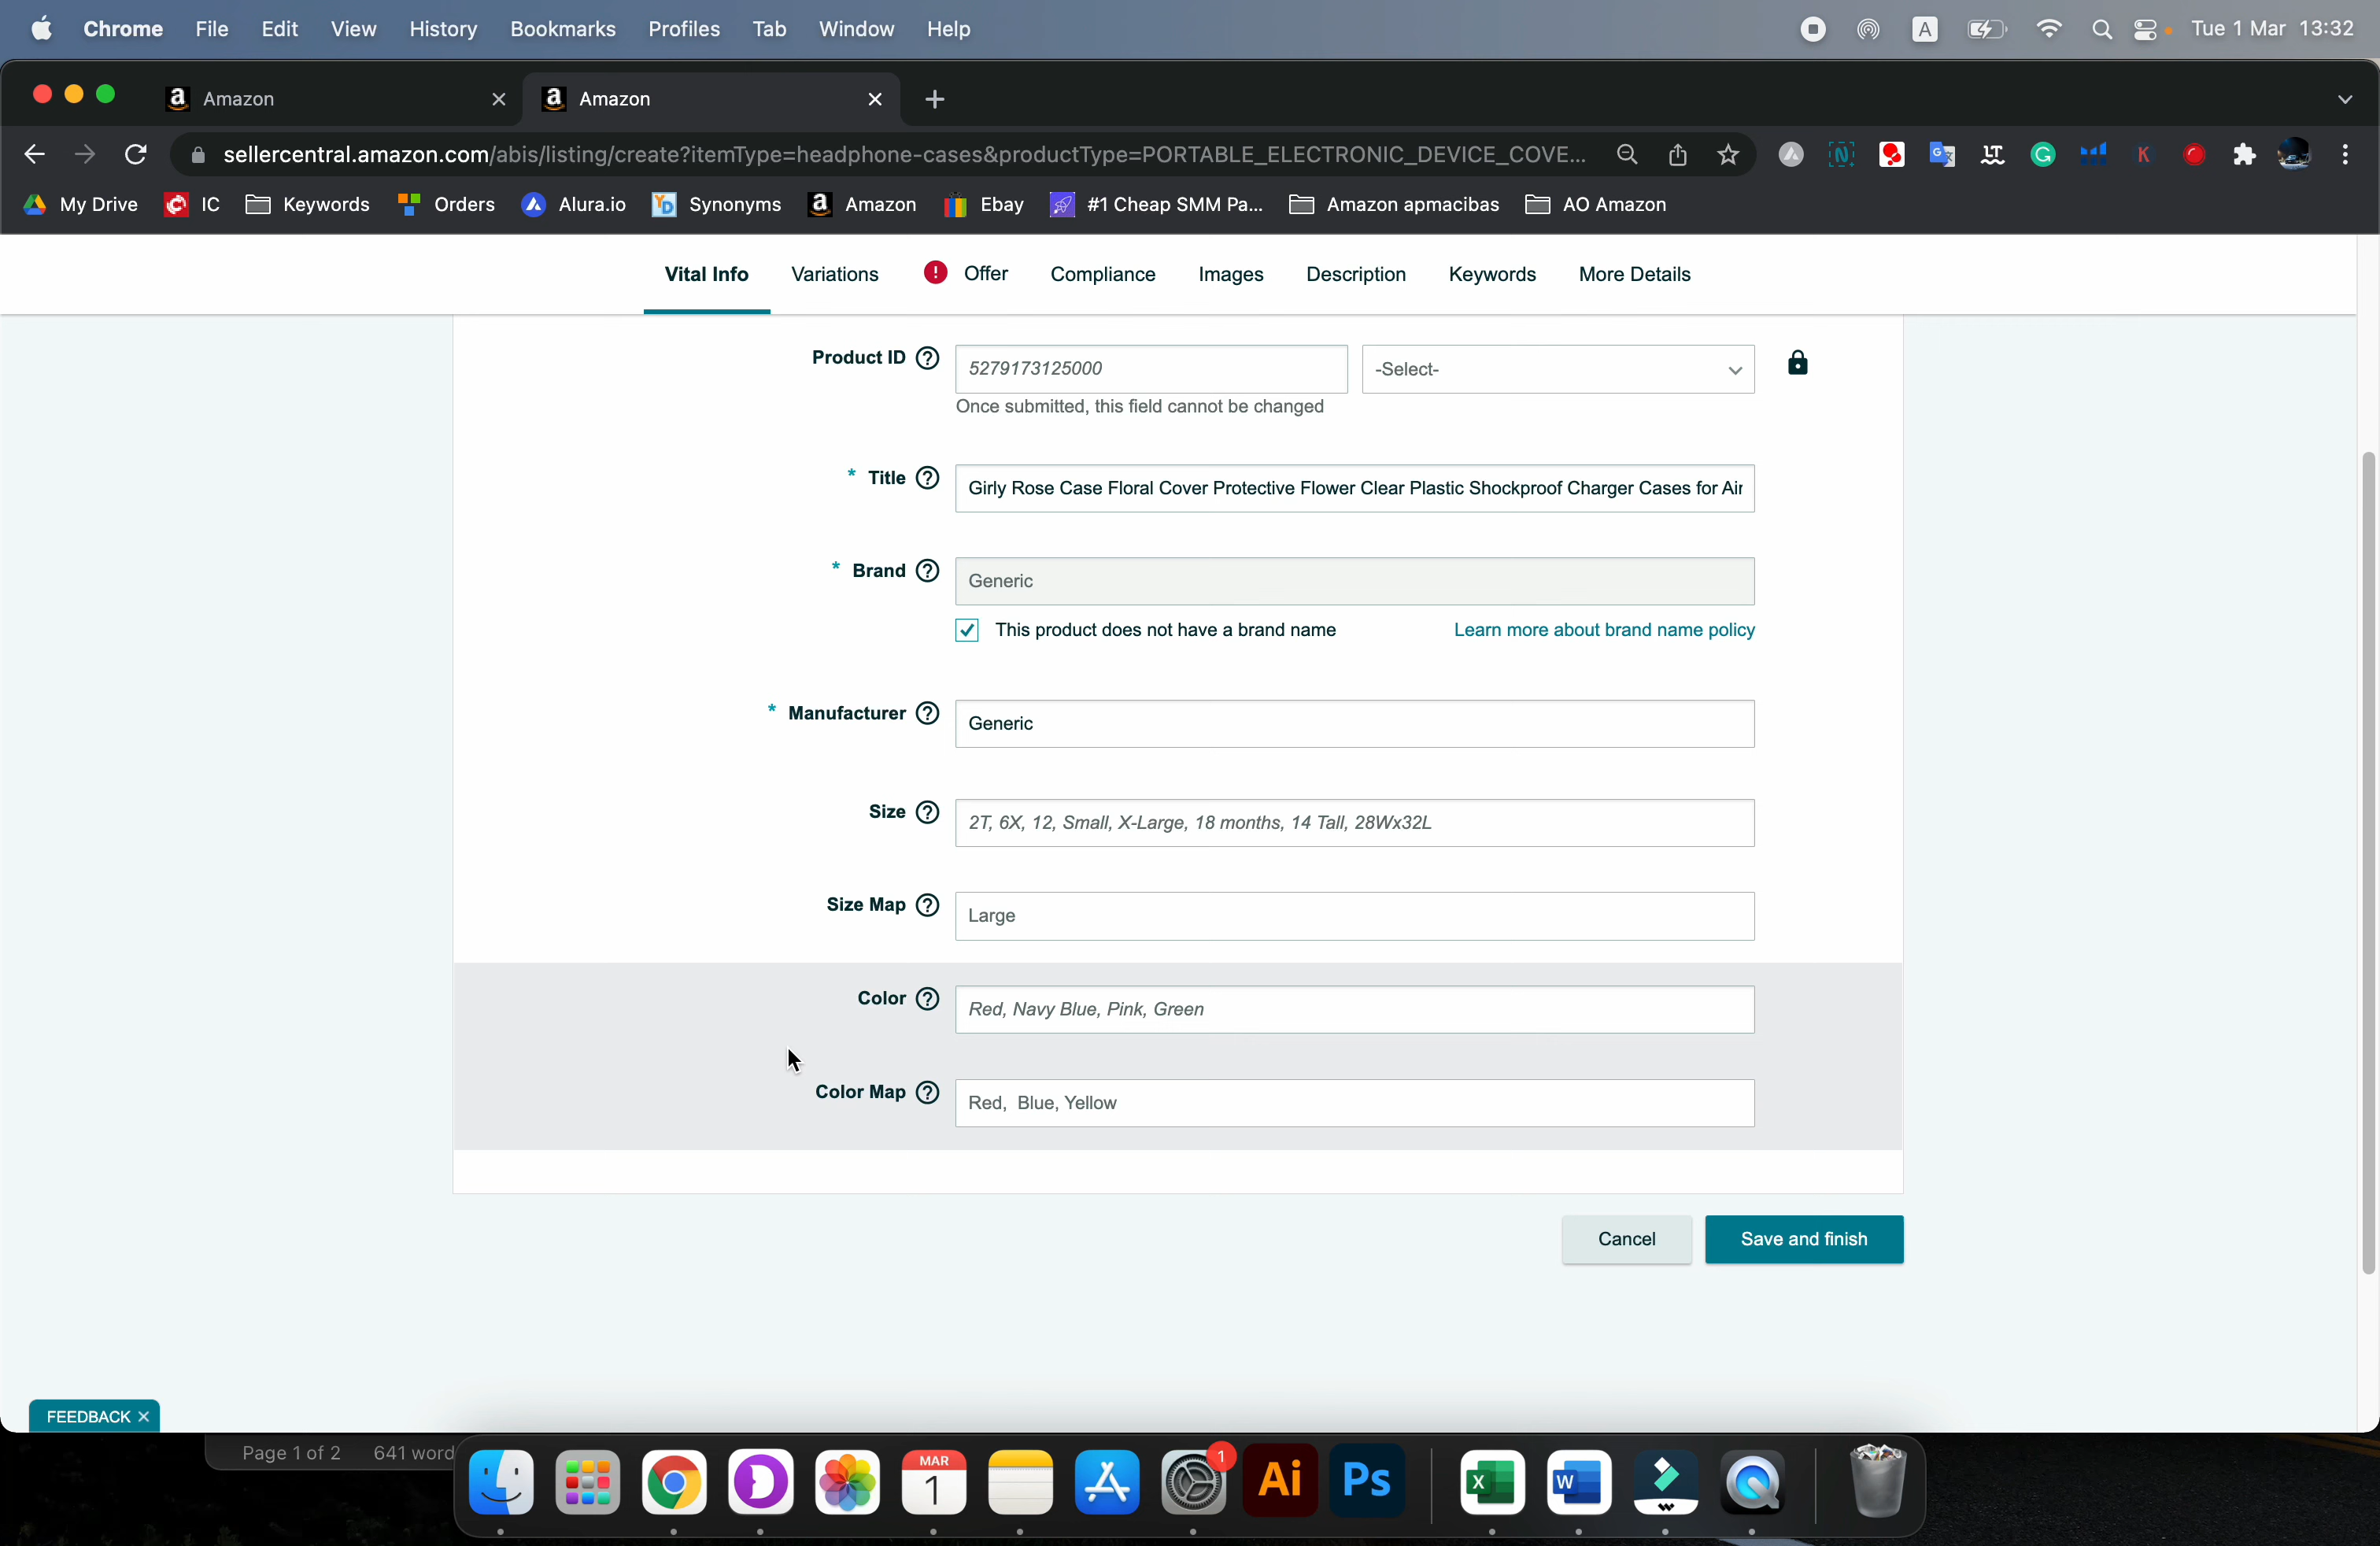 Chrome File Edit View History Bookmarks Profiles Tab Window Help A Tue 1 Mar 13:32
Amazon Amazon
sellercentral.amazon.com/abis/listing/create?itemType=headphone-cases&productType=PORTABLE_ELECTRONIC_DEVICE_COVE...
My Drive IC Keywords Orders Alura.io Synonyms Amazon Ebay #1 Cheap SMM Pa... Amazon apmacibas AO Amazon
Vital Info Variations Offer Compliance Images Description Keywords More Details
Product ID 5279173125000 -Select-
Once submitted, this field cannot be changed
* Title Girly Rose Case Floral Cover Protective Flower Clear Plastic Shockproof Charger Cases for Air
* Brand Generic
This product does not have a brand name Learn more about brand name policy
* Manufacturer Generic
Size 2T, 6X, 12, Small, X-Large, 18 months, 14 Tall, 28Wx32L
Size Map Large
Color Red, Navy Blue, Pink, Green
Color Map Red, Blue, Yellow
Cancel Save and finish
FEEDBACK
Page 1 of 2 641 word
MAR
1
1
Ai Ps X W